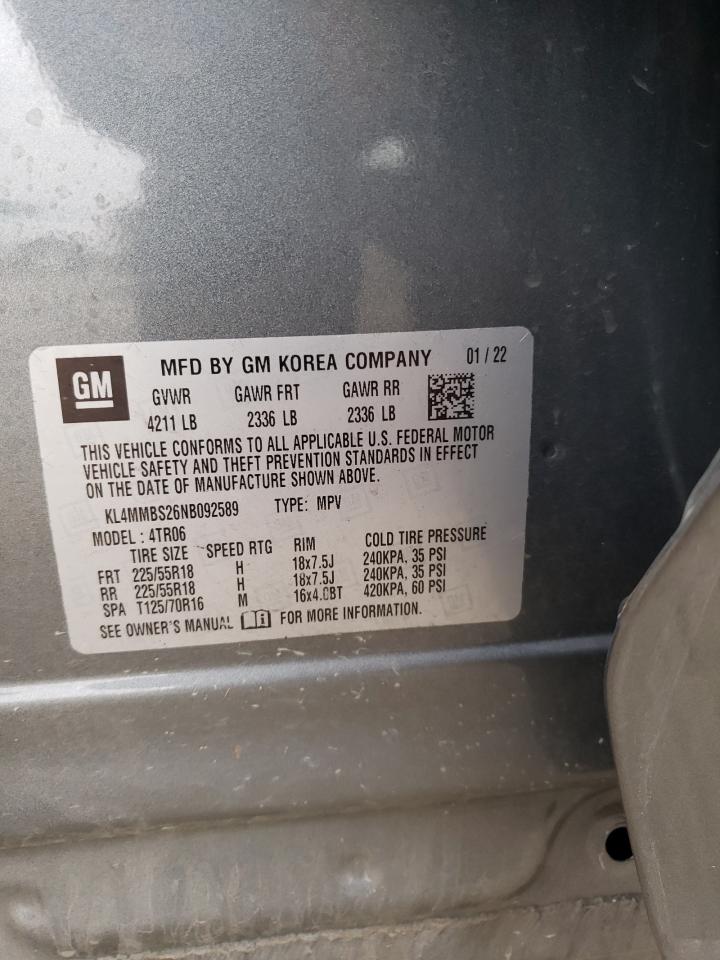 GM
MFD BY GM KOREA COMPANY 01 / 22
GVWR GAWR FRT GAWR RR
4211 LB 2336 LB 2336 LB
THIS VEHICLE CONFORMS TO ALL APPLICABLE U.S. FEDERAL MOTOR
VEHICLE SAFETY AND THEFT PREVENTION STANDARDS IN EFFECT
ON THE DATE OF MANUFACTURE SHOWN ABOVE.
KL4MMBS26NB092589 TYPE: MPV
MODEL : 4TR06
TIRE SIZE SPEED RTG RIM COLD TIRE PRESSURE
FRT 225/55R18 H 18x7.5J 240KPA, 35 PSI
RR 225/55R18 H 18x7.5J 240KPA, 35 PSI
SPA T125/70R16 M 16x4.0BT 420KPA, 60 PSI
SEE OWNER'S MANUAL FOR MORE INFORMATION.